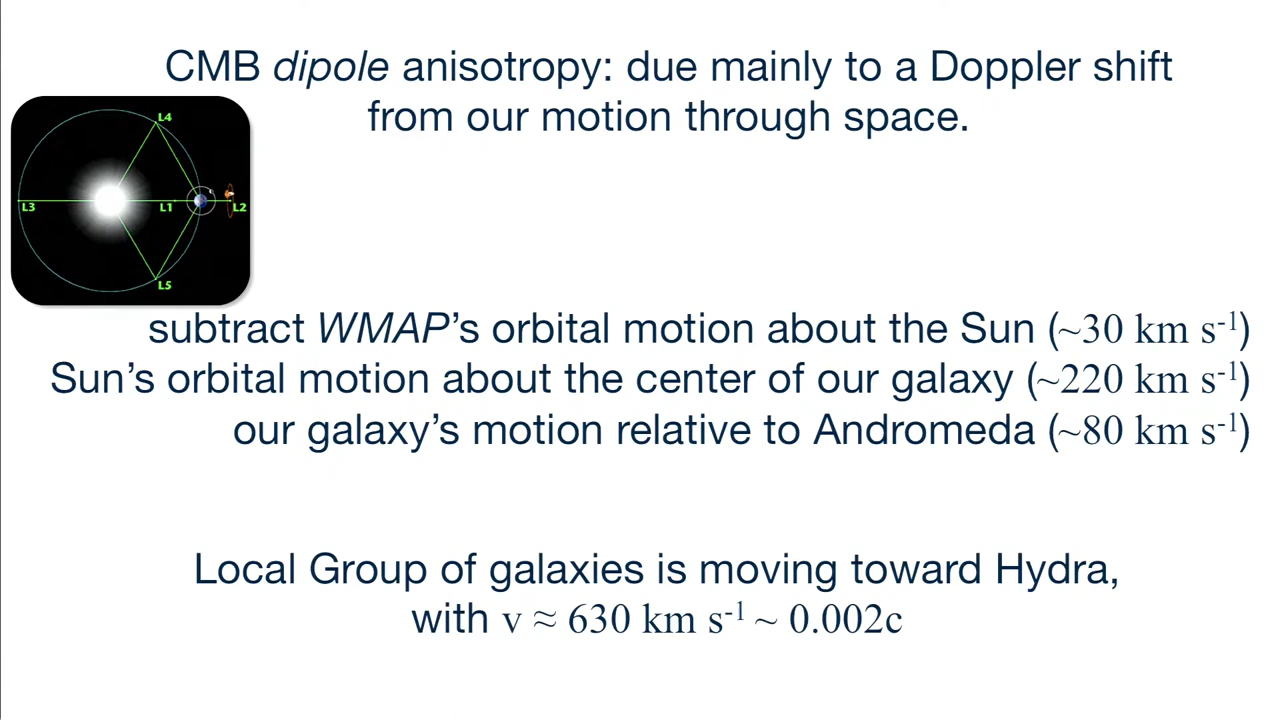 CMB dipole anisotropy: due mainly to a Doppler shift
from our motion through space.
L4
L3
L1
L2
L5
subtract WMAP’s orbital motion about the Sun (~30 km s⁻¹)
Sun’s orbital motion about the center of our galaxy (~220 km s⁻¹)
our galaxy’s motion relative to Andromeda (~80 km s⁻¹)
Local Group of galaxies is moving toward Hydra,
with v ≈ 630 km s⁻¹ ~ 0.002c